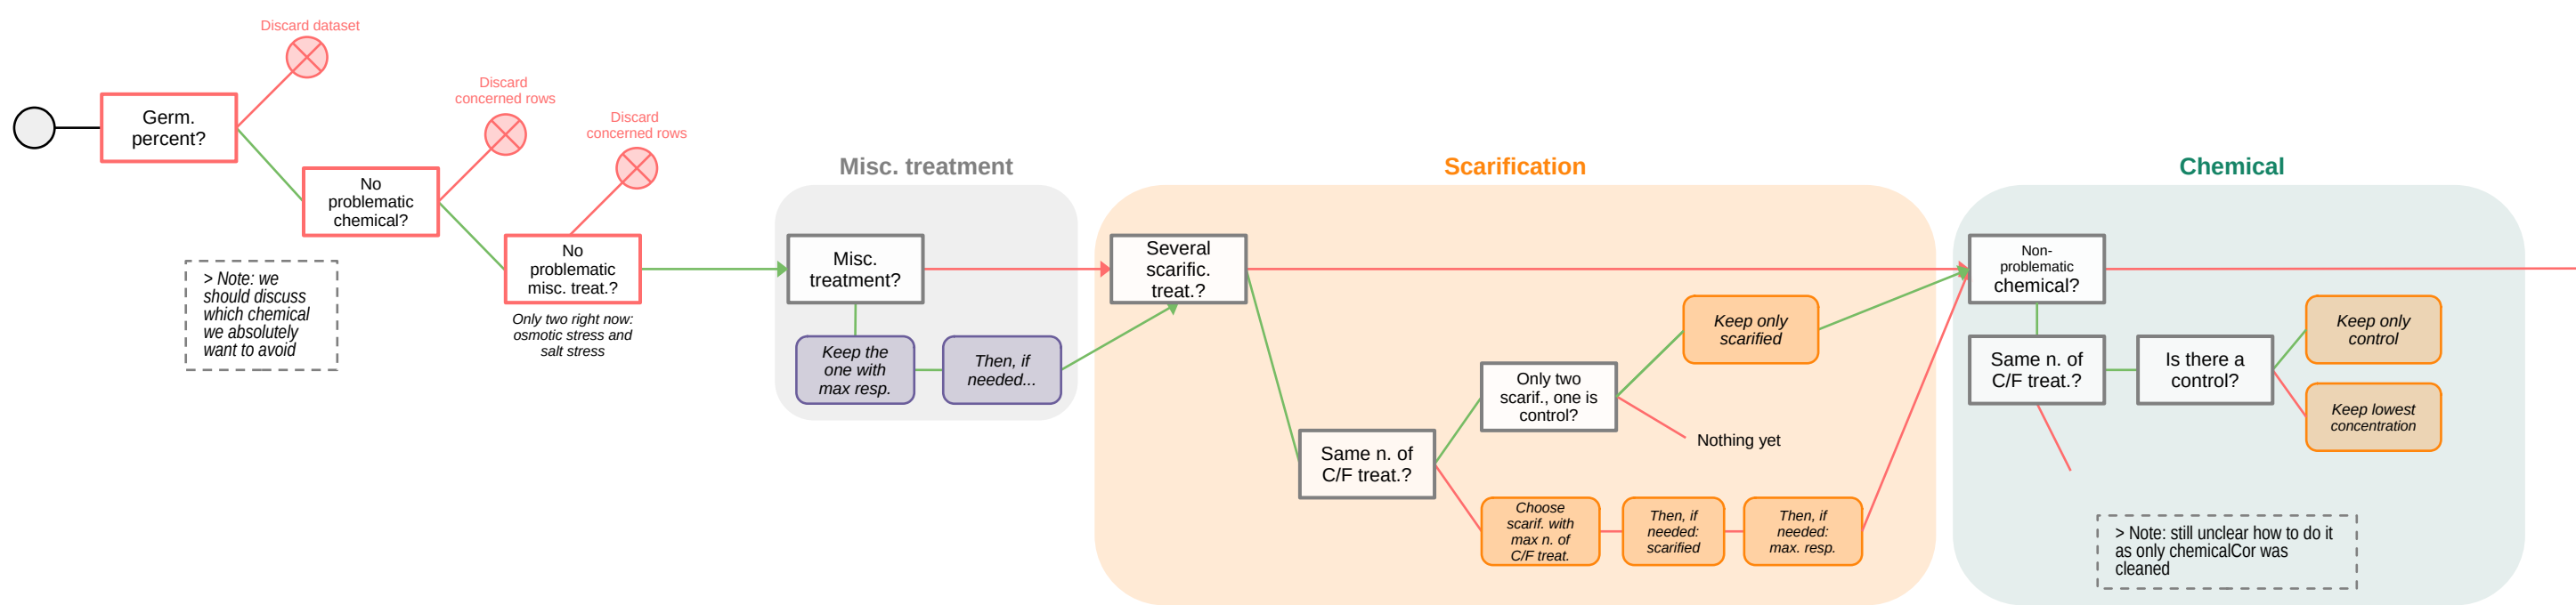 Discard dataset
Germ.
percent?
Discard
concerned rows
No
problematic
chemical?
> Note: we
should discuss
which chemical
we absolutely
want to avoid
Discard
concerned rows
No
problematic
misc. treat.?
Only two right now:
osmotic stress and
salt stress
Misc. treatment
Misc.
treatment?
Keep the
one with
max resp.
Then, if
needed...
Scarification
Several
scarific.
treat.?
Same n. of
C/F treat.?
Only two
scarif., one is
control?
Keep only
scarified
Nothing yet
Choose
scarif. with
max n. of
C/F treat.
Then, if
needed:
scarified
Then, if
needed:
max. resp.
Chemical
Non-
problematic
chemical?
Same n. of
C/F treat.?
Is there a
control?
Keep only
control
Keep lowest
concentration
> Note: still unclear how to do it
as only chemicalCor was
cleaned